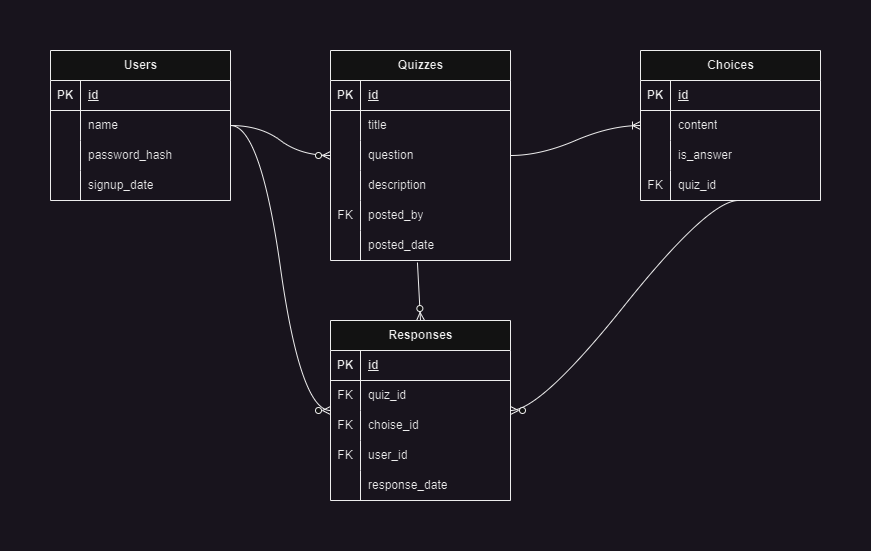 Users
PK id
name
password_hash
signup_date
Quizzes
PK id
title
question
description
FK posted_by
posted_date
Choices
PK id
content
is_answer
FK quiz_id
Responses
PK id
FK quiz_id
FK choise_id
FK user_id
response_date